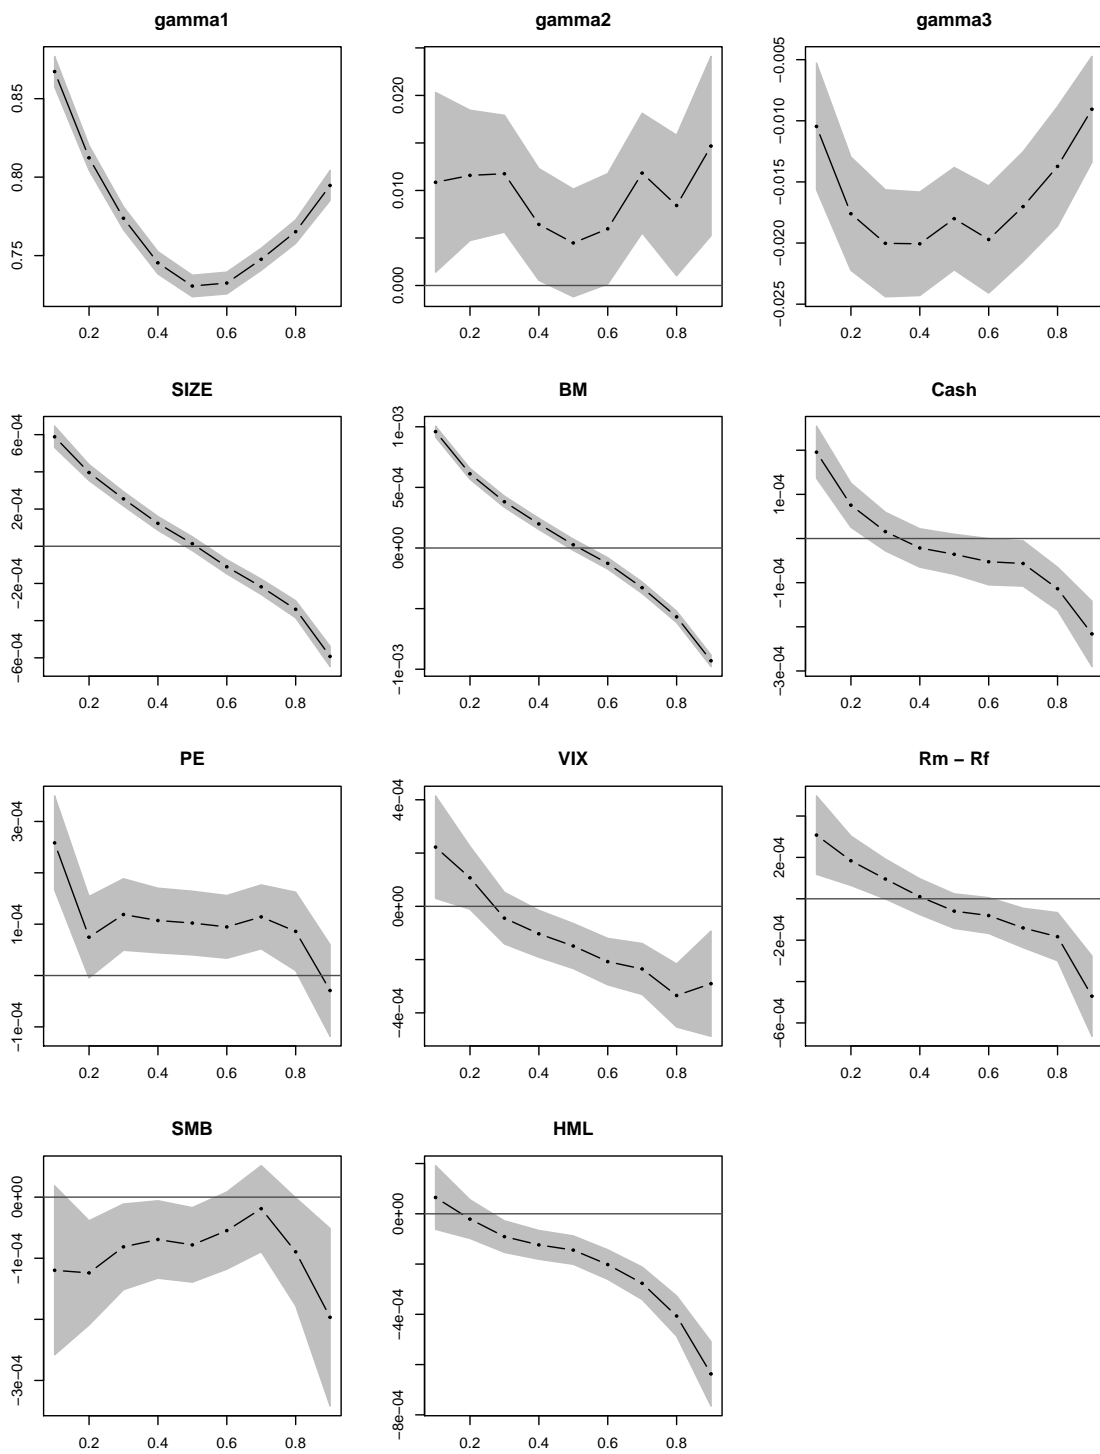 gamma1 gamma2 gamma3
0.85 0.80 0.75
0.020 0.010 0.000
−0.005 −0.010 −0.015 −0.020 −0.025
0.2 0.4 0.6 0.8 0.2 0.4 0.6 0.8 0.2 0.4 0.6 0.8
SIZE BM Cash
6e−04 2e−04 −2e−04 −6e−04
1e−03 5e−04 0e+00 −1e−03
1e−04 −1e−04 −3e−04
0.2 0.4 0.6 0.8 0.2 0.4 0.6 0.8 0.2 0.4 0.6 0.8
PE VIX Rm − Rf
3e−04 1e−04 −1e−04
4e−04 0e+00 −4e−04
2e−04 −2e−04 −6e−04
0.2 0.4 0.6 0.8 0.2 0.4 0.6 0.8 0.2 0.4 0.6 0.8
SMB HML
0e+00 −1e−04 −3e−04
0e+00 −4e−04 −8e−04
0.2 0.4 0.6 0.8 0.2 0.4 0.6 0.8